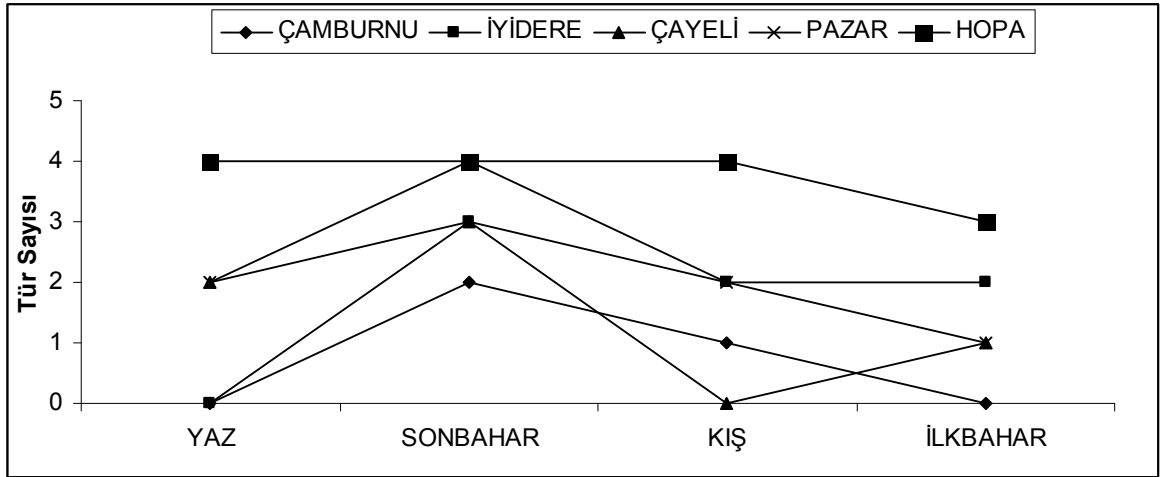 ÇAMBURNU İYİDERE ÇAYELİ PAZAR HOPA
5
4
3
2
1
0
Tür Sayısı
YAZ SONBAHAR KIŞ İLKBAHAR